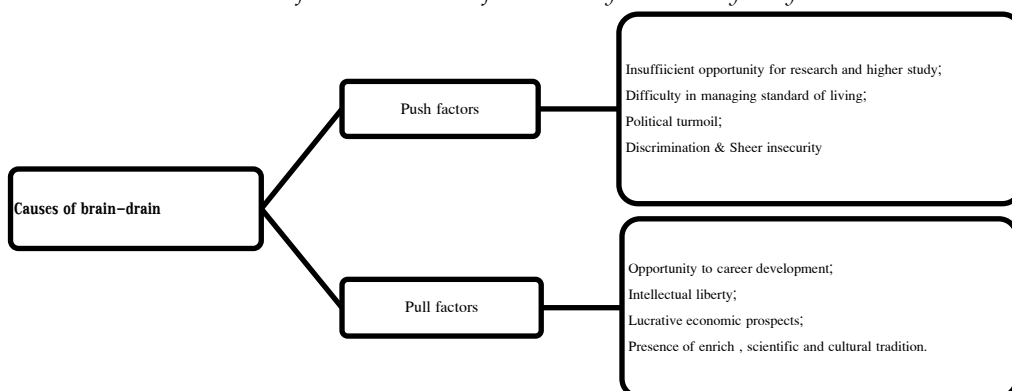 Causes of brain-drain
Push factors
Insuffiicient opportunity for research and higher study;
Difficulty in managing standard of living;
Political turmoil;
Discrimination & Sheer insecurity
Pull factors
Opportunity to career development;
Intellectual liberty;
Lucrative economic prospects;
Presence of enrich , scientific and cultural tradition.